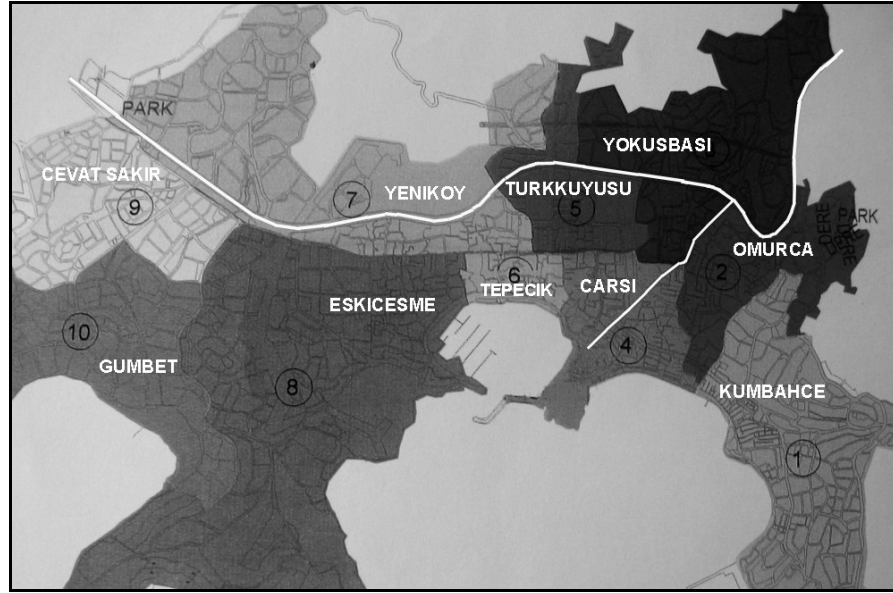 PARK
YOKUSBASI
CEVAT SAKIR
9
7
YENIKOY
TURKKUYUSU
5
PARK
DERE
OMURCA
2
6
TEPECIK
CARSI
ESKICESME
10
GUMBET
8
4
KUMBAHCE
1